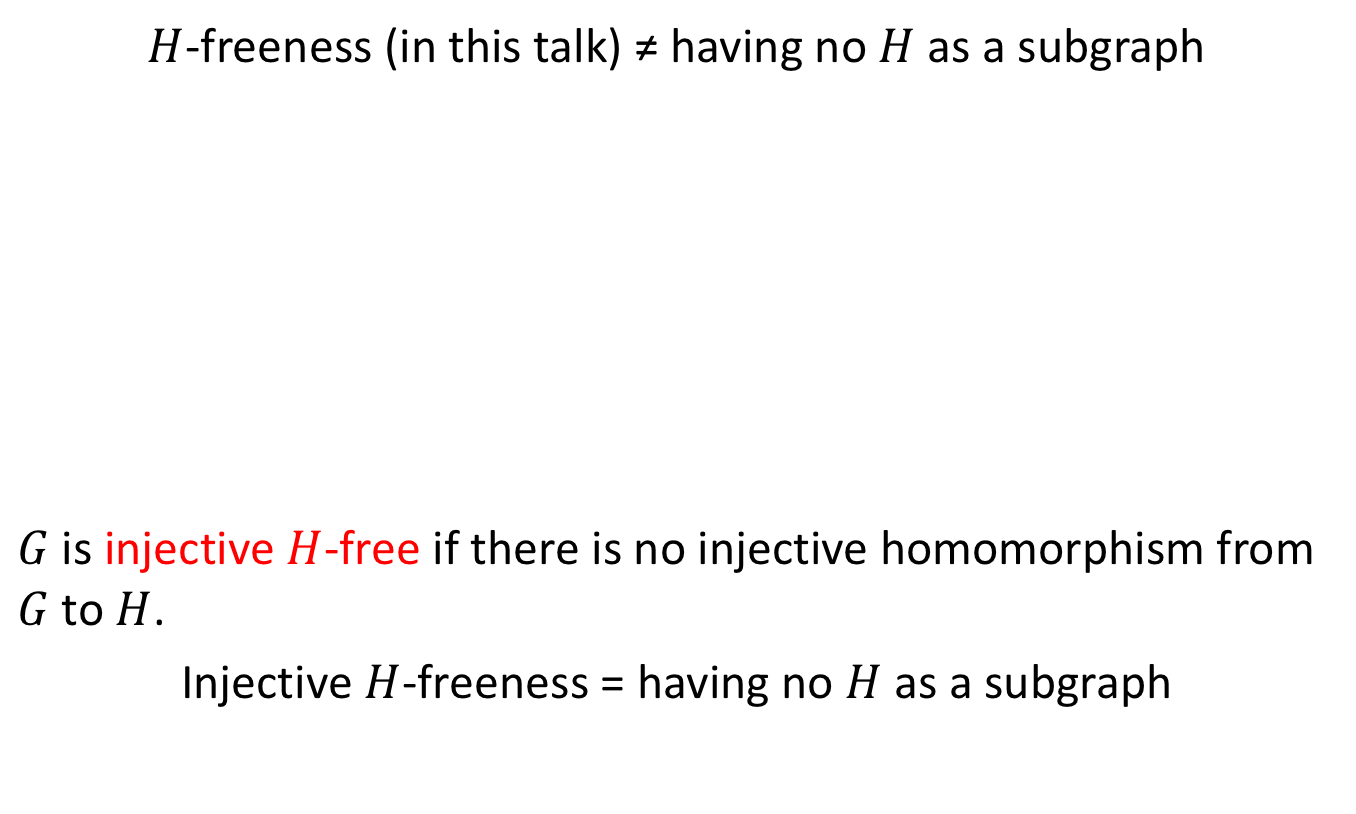 H-freeness (in this talk) ≠ having no H as a subgraph
G is injective H-free if there is no injective homomorphism from
G to H.
Injective H-freeness = having no H as a subgraph